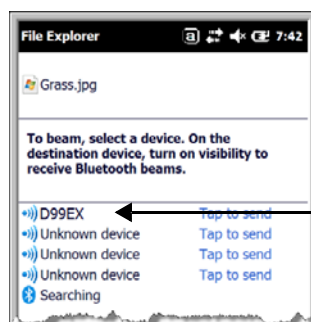 File Explorer a 7:42
Grass.jpg
To beam, select a device. On the
destination device, turn on visibility to
receive Bluetooth beams.
D99EX Tap to send
Unknown device Tap to send
Unknown device Tap to send
Unknown device Tap to send
Searching